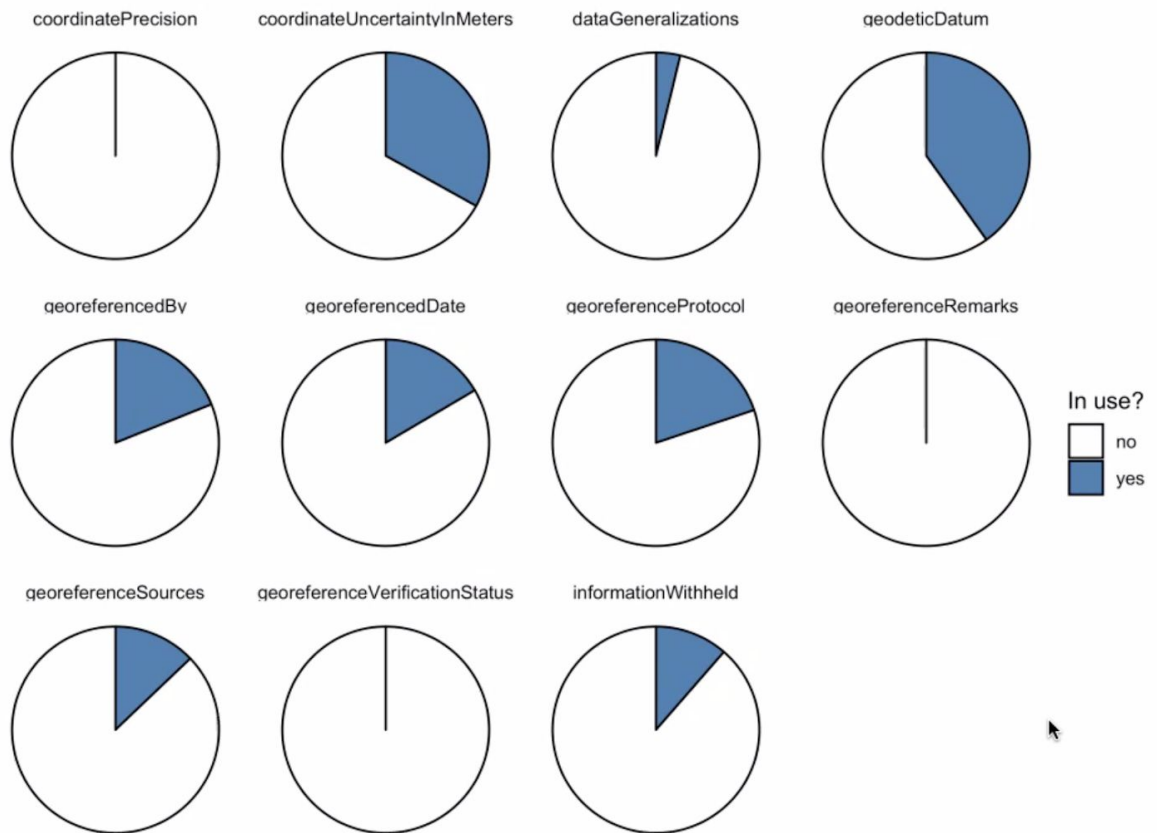 coordinatePrecision
coordinateUncertaintyInMeters
dataGeneralizations
geodeticDatum
georeferencedBy
georeferencedDate
georeferenceProtocol
georeferenceRemarks
In use?
no
yes
georeferenceSources
georeferenceVerificationStatus
informationWithheld